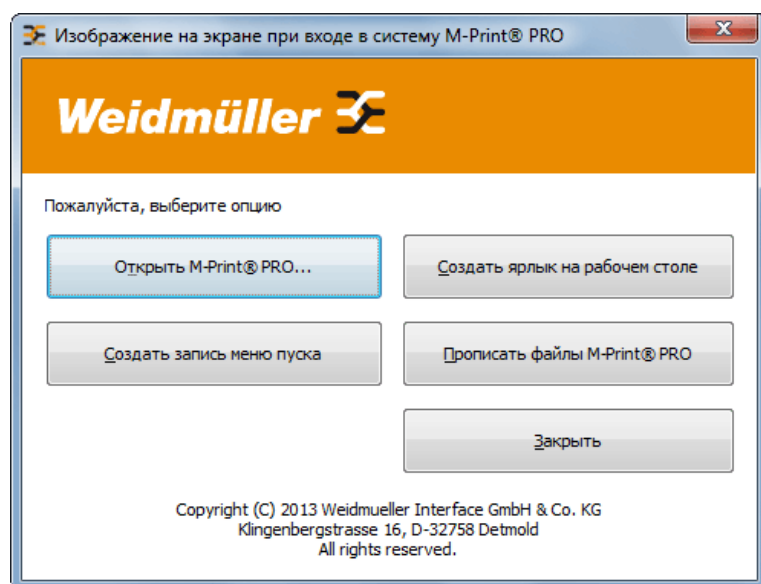 Изображение на экране при входе в систему M-Print® PRO
Weidmüller
Пожалуйста, выберите опцию
Открыть M-Print® PRO...
Создать ярлык на рабочем столе
Создать запись меню пуска
Прописать файлы M-Print® PRO
Закрыть
Copyright (C) 2013 Weidmueller Interface GmbH & Co. KG
Klingenbergstrasse 16, D-32758 Detmold
All rights reserved.